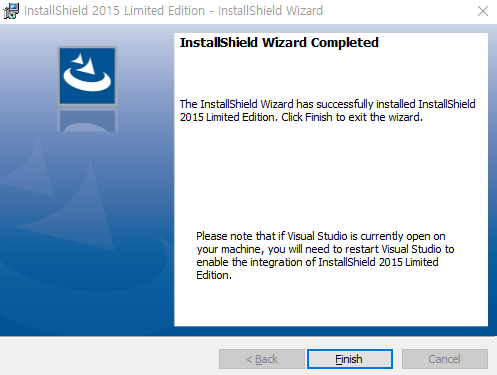 InstallShield 2015 Limited Edition - InstallShield Wizard
InstallShield Wizard Completed
The InstallShield Wizard has successfully installed InstallShield
2015 Limited Edition. Click Finish to exit the wizard.
Please note that if Visual Studio is currently open on
your machine, you will need to restart Visual Studio to
enable the integration of InstallShield 2015 Limited
Edition.
< Back
Finish
Cancel